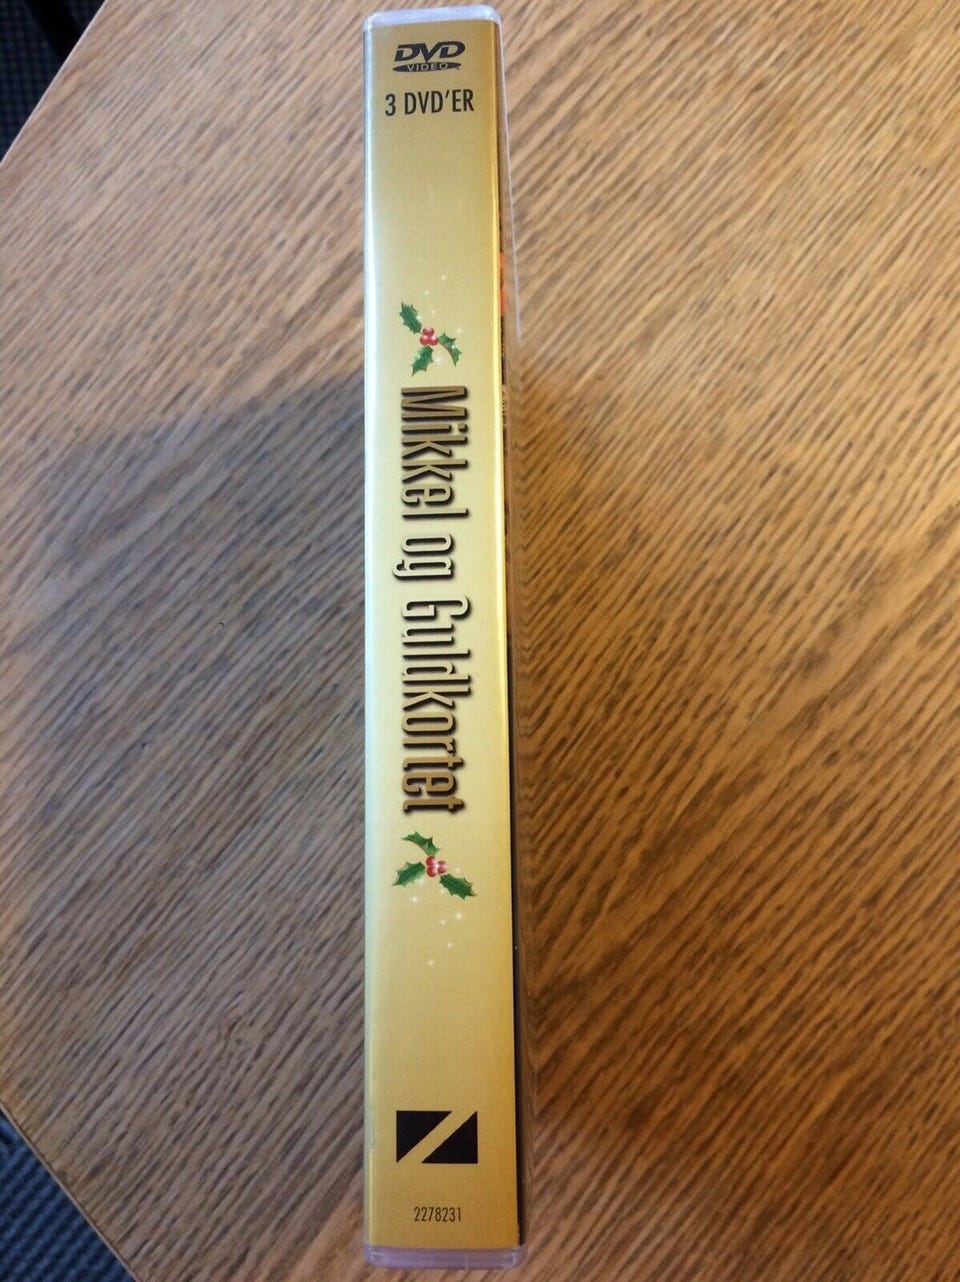 DVD
VIDEO
3 DVD'ER
Mikkel og Guldkortet
2278231